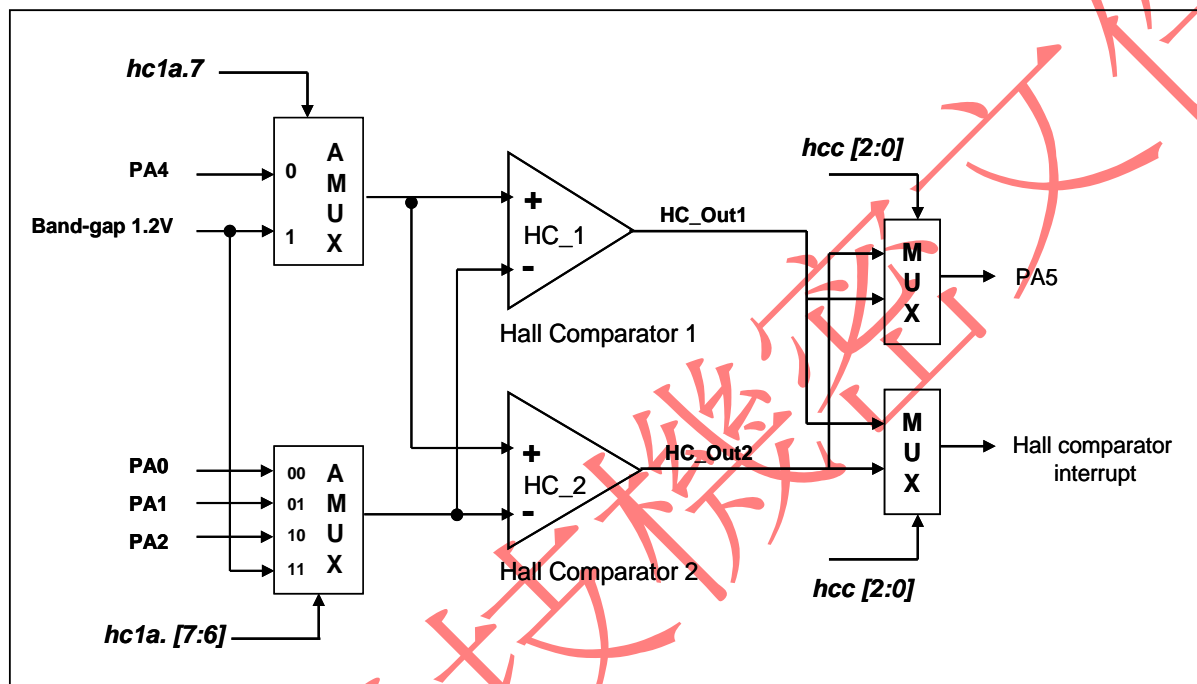 hc1a.7
PA4
Band-gap 1.2V
0
1
A
M
U
X
+
HC_1
-
Hall Comparator 1
HC_Out1
hcc [2:0]
M
U
X
PA5
PA0
PA1
PA2
00
01
10
11
A
M
U
X
hc1a. [7:6]
+
HC_2
-
Hall Comparator 2
HC_Out2
M
U
X
Hall comparator
interrupt
hcc [2:0]